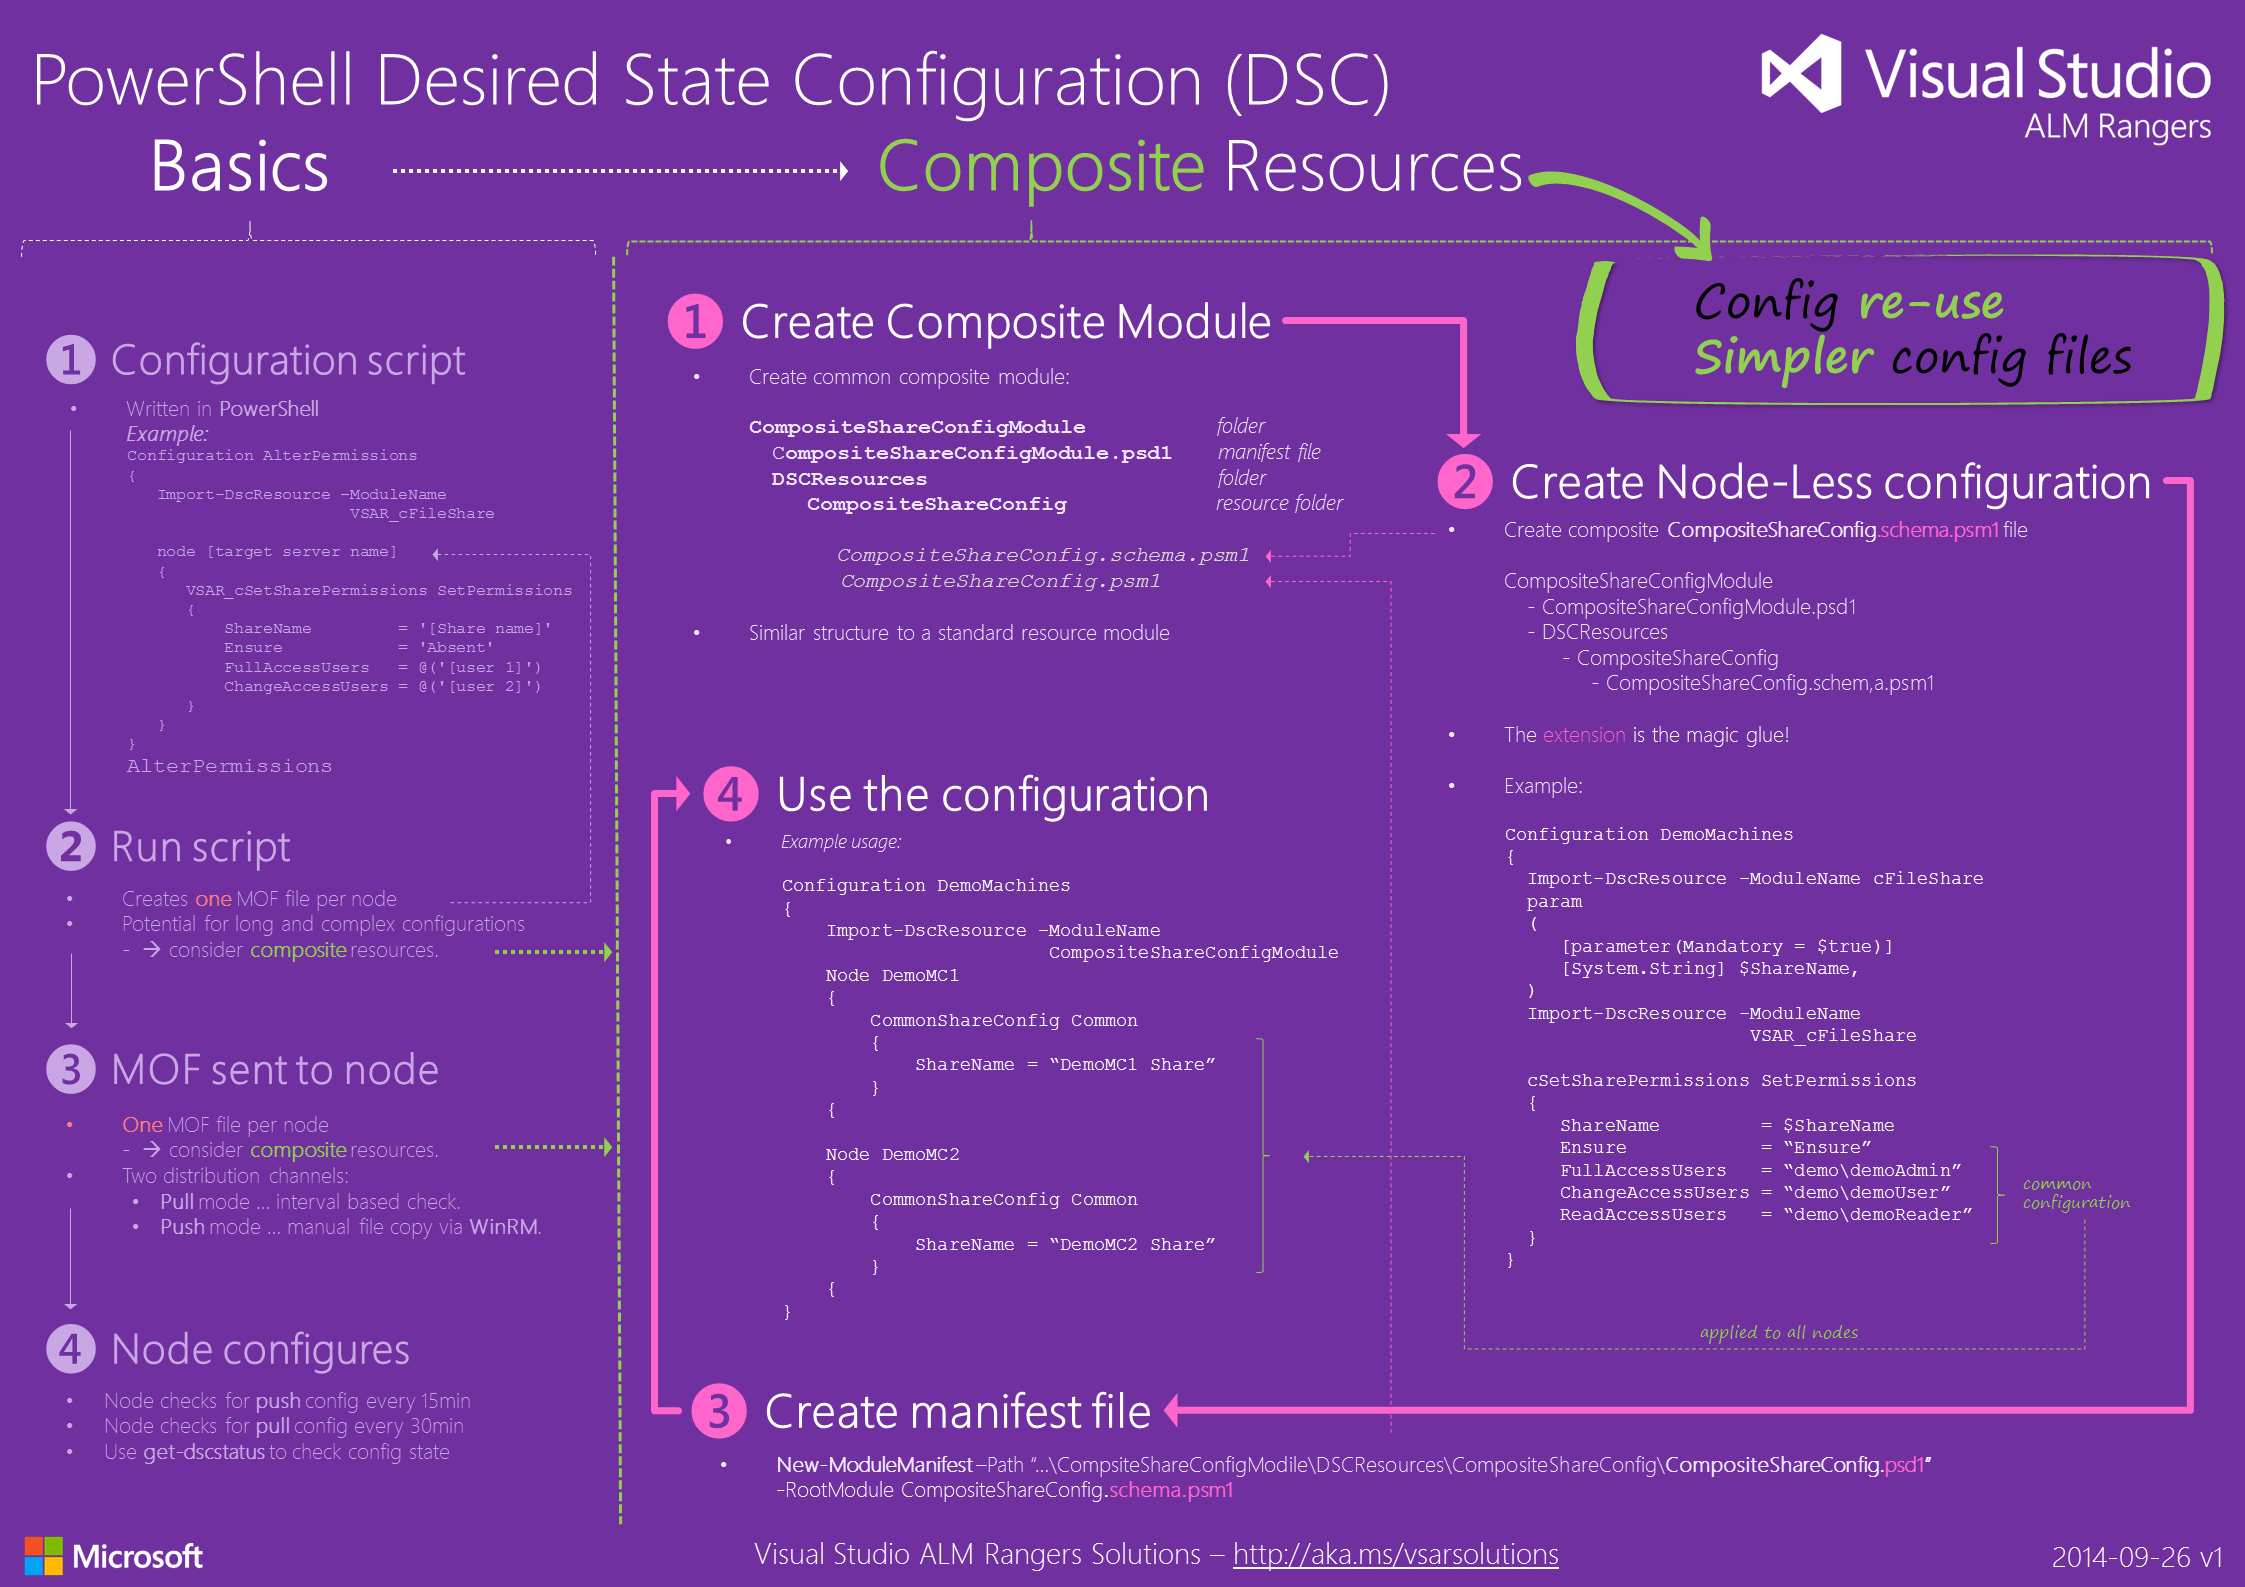 PowerShell Desired State Configuration (DSC)
Visual Studio
ALM Rangers
Basics
Composite Resources
Config re-use
Simpler config files
1 Configuration script
• Written in PowerShell
Example:
Configuration AlterPermissions
{
Import-DscResource –ModuleName
VSAR_cFileShare
node [target server name]
{
VSAR_cSetSharePermissions SetPermissions
{
ShareName = '[Share name]'
Ensure = 'Absent'
FullAccessUsers = @('[user 1]')
ChangeAccessUsers = @('[user 2]')
}
}
}
AlterPermissions
2 Run script
• Creates one MOF file per node
• Potential for long and complex configurations
- → consider composite resources.
3 MOF sent to node
• One MOF file per node
- → consider composite resources.
• Two distribution channels:
• Pull mode ... interval based check.
• Push mode ... manual file copy via WinRM.
4 Node configures
• Node checks for push config every 15min
• Node checks for pull config every 30min
• Use get-dscstatus to check config state
1 Create Composite Module
• Create common composite module:
CompositeShareConfigModule folder
CompositeShareConfigModule.psd1 manifest file
DSCResources folder
CompositeShareConfig resource folder
CompositeShareConfig.schema.psm1
CompositeShareConfig.psm1
• Similar structure to a standard resource module
2 Create Node-Less configuration
• Create composite CompositeShareConfig.schema.psm1 file
CompositeShareConfigModule
- CompositeShareConfigModule.psd1
- DSCResources
- CompositeShareConfig
- CompositeShareConfig.schem,a.psm1
• The extension is the magic glue!
• Example:
Configuration DemoMachines
{
Import-DscResource –ModuleName cFileShare
param
(
[parameter(Mandatory = $true)]
[System.String] $ShareName,
)
Import-DscResource –ModuleName
VSAR_cFileShare
cSetSharePermissions SetPermissions
{
ShareName = $ShareName
Ensure = “Ensure”
FullAccessUsers = “demo\demoAdmin”
ChangeAccessUsers = “demo\demoUser”
ReadAccessUsers = “demo\demoReader”
}
}
common
configuration
applied to all nodes
4 Use the configuration
• Example usage:
Configuration DemoMachines
{
Import-DscResource –ModuleName
CompositeShareConfigModule
Node DemoMC1
{
CommonShareConfig Common
{
ShareName = “DemoMC1 Share”
}
{
Node DemoMC2
{
CommonShareConfig Common
{
ShareName = “DemoMC2 Share”
}
{
}
3 Create manifest file
• New-ModuleManifest –Path “...\CompsiteShareConfigModile\DSCResources\CompositeShareConfig\CompositeShareConfig.psd1”
-RootModule CompositeShareConfig.schema.psm1
Microsoft
Visual Studio ALM Rangers Solutions – http://aka.ms/vsarsolutions
2014-09-26 v1